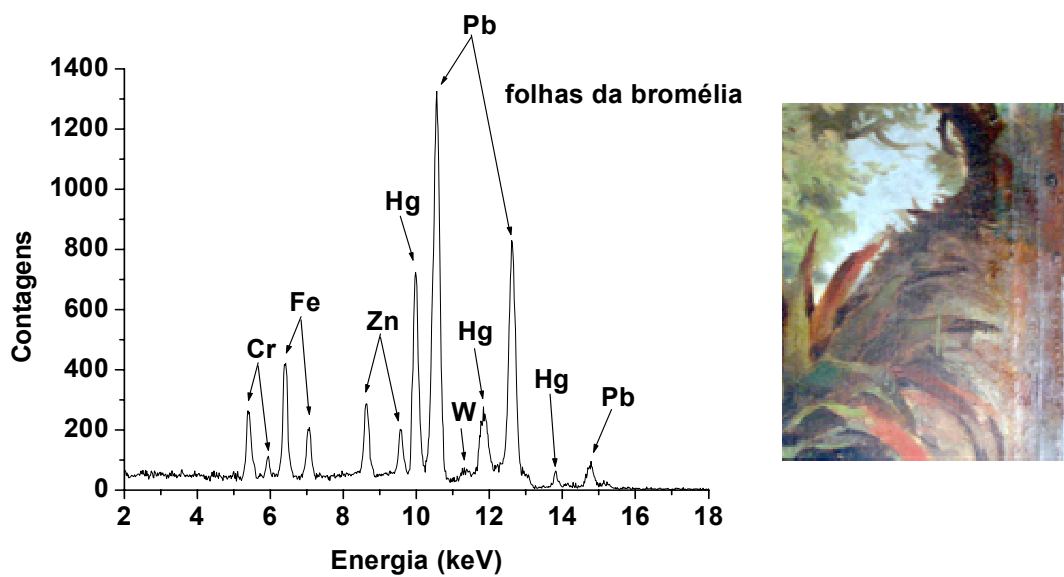 Pb
folhas da bromélia
Hg
Fe
Cr
Zn
Hg
W
Hg
Pb
Contagens
1400
1200
1000
800
600
400
200
0
2 4 6 8 10 12 14 16 18
Energia (keV)